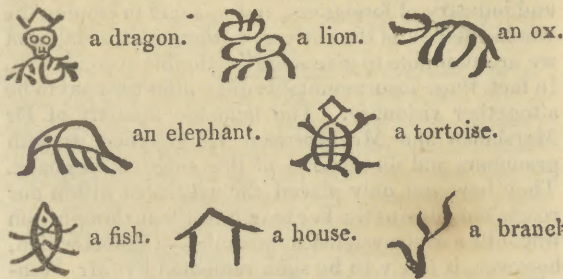 a dragon. a lion. an ox.
an elephant. a tortoise.
a fish. a house. a branch